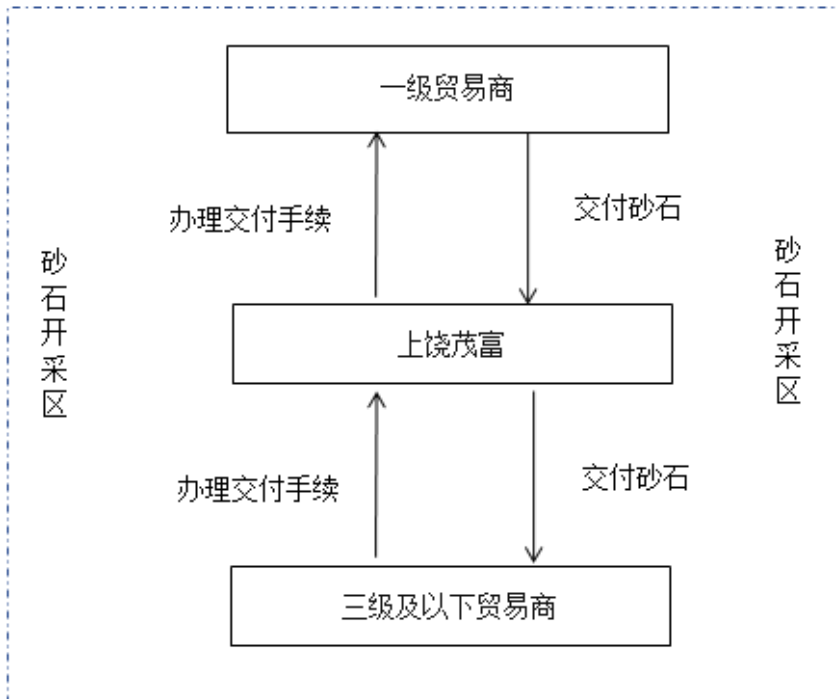 一级贸易商
办理交付手续
交付砂石
砂石开采区
砂石开采区
上饶茂富
办理交付手续
交付砂石
三级及以下贸易商